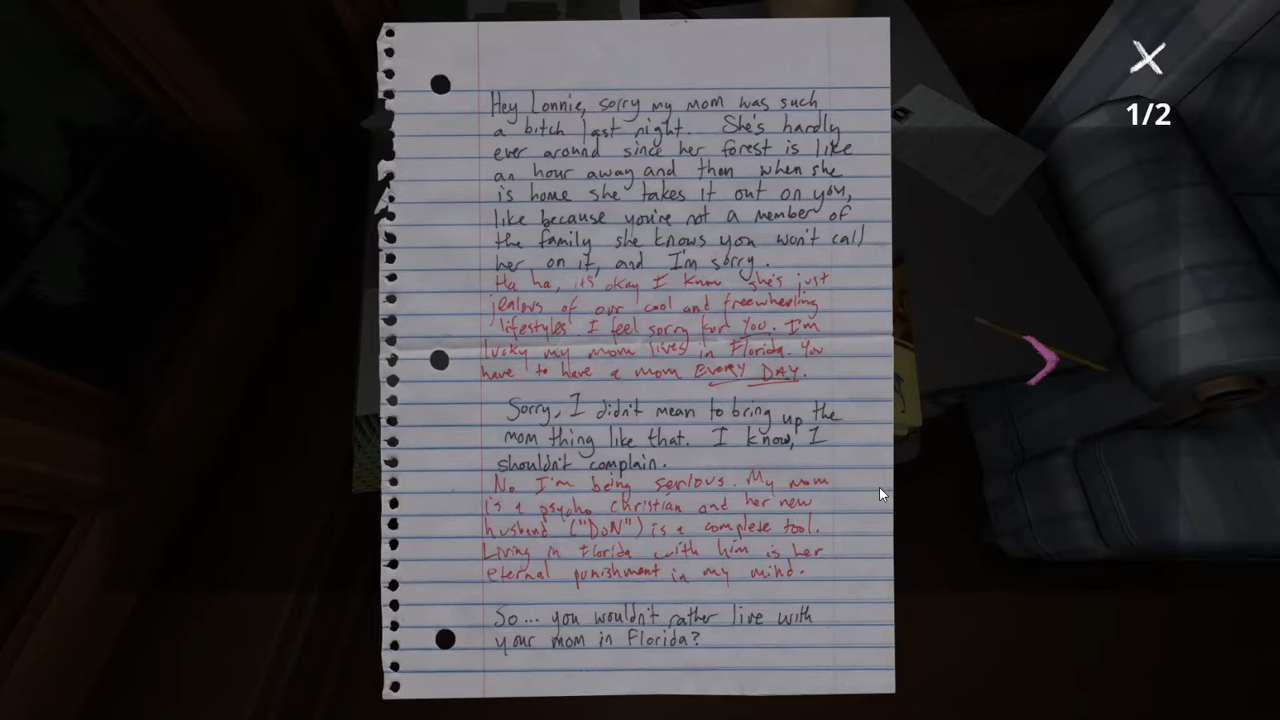 1/2
Hey Lonnie, sorry my mom was such
a bitch last night. She's hardly
ever around since her forest is like
an hour away and then when she
is home she takes it out on you,
like because you're not a member of
the family she knows you won't call
her on it, and I'm sorry.
Ha ha, it's okay I know she's just
jealous of our cool and freewheeling
lifestyles. I feel sorry for You. I'm
lucky my mom lives in Florida. You
have to have a mom EVERY DAY.
Sorry, I didn't mean to bring up the
mom thing like that. I know, I
shouldn't complain.
No I'm being serious. My mom
is a psycho christian and her new
husband ("DoN") is a complete tool.
Living in Florida with him is her
eternal punishment in my mind.
So... you wouldn't rather live with
your mom in Florida?